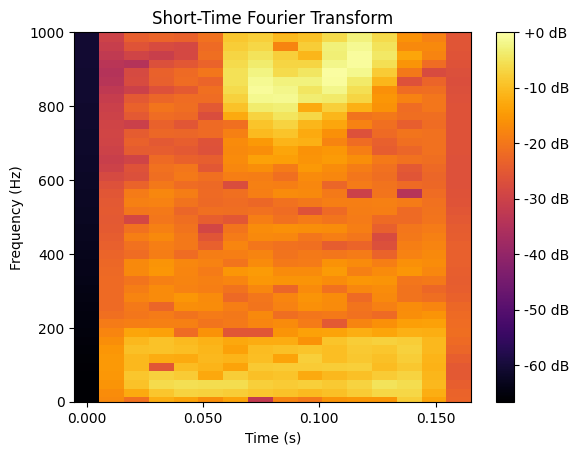 Short-Time Fourier Transform
1000
800
600
400
200
0
Frequency (Hz)
0.000
0.050
0.100
0.150
Time (s)
+0 dB
-10 dB
-20 dB
-30 dB
-40 dB
-50 dB
-60 dB